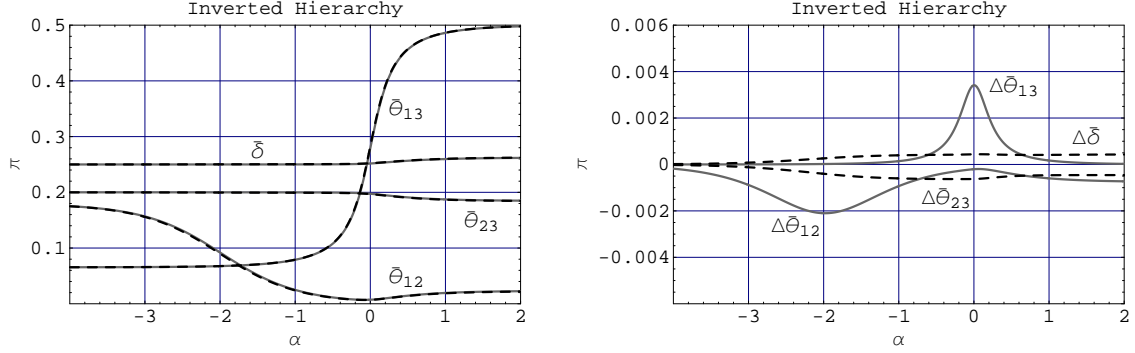 Inverted Hierarchy
0.5
0.4
0.3
0.2
0.1
π
θ̄13
δ̄
θ̄23
θ̄12
-3 -2 -1 0 1 2
α
Inverted Hierarchy
0.006
0.004
0.002
0
-0.002
-0.004
π
Δθ̄13
Δδ̄
Δθ̄23
Δθ̄12
-3 -2 -1 0 1 2
α